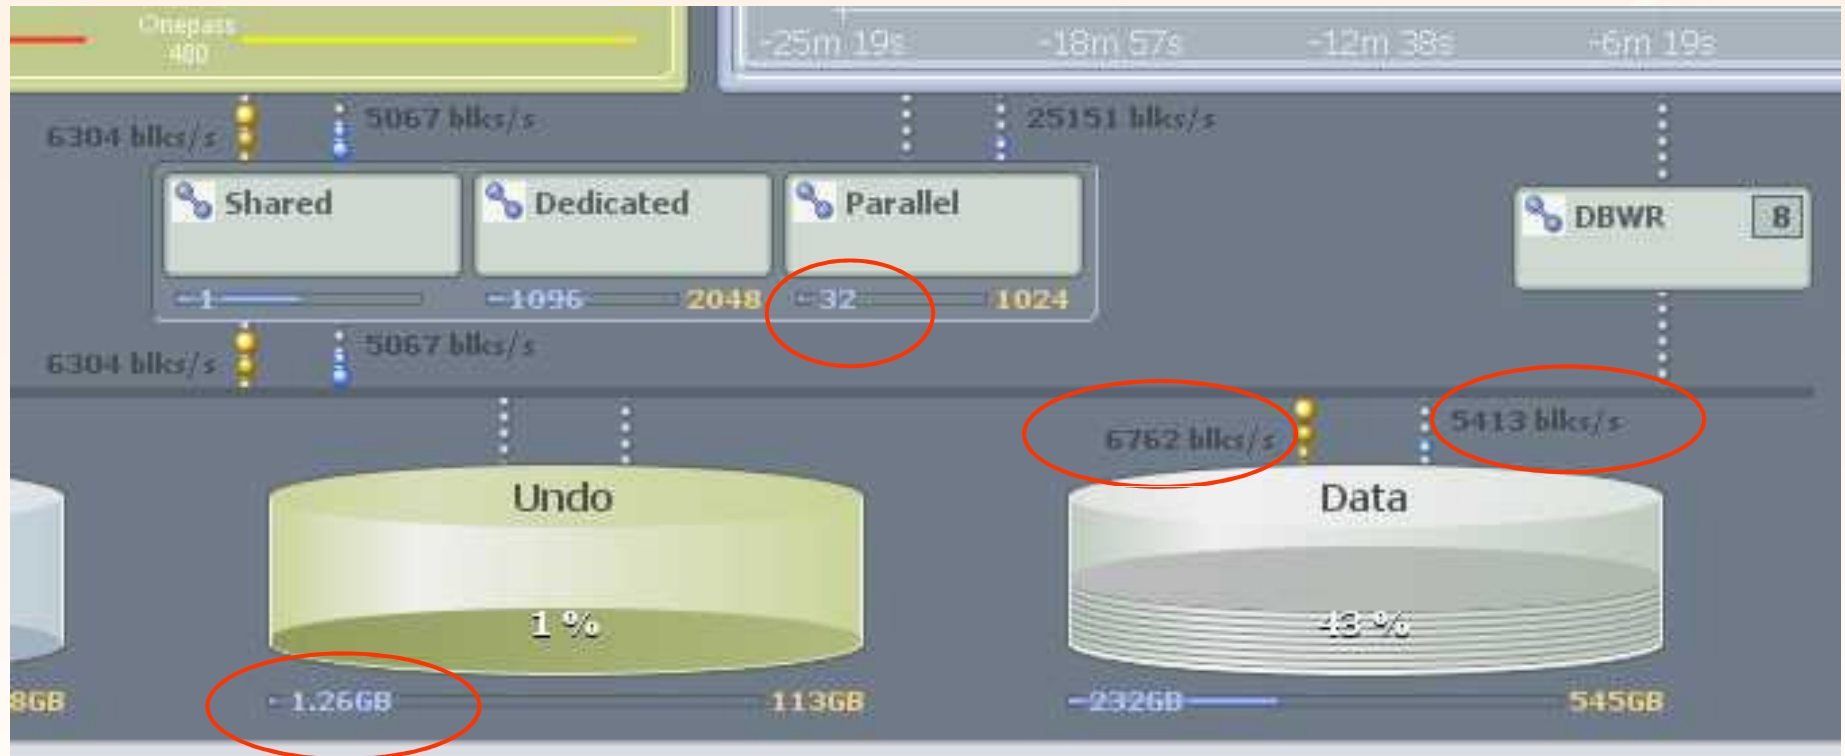 Onepass
480
-25m 19s -18m 57s -12m 38s -6m 19s
6304 blks/s 5067 blks/s 25151 blks/s
Shared Dedicated Parallel DBWR 8
1 1096 2048 32 1024
6304 blks/s 5067 blks/s
6762 blks/s 5413 blks/s
Undo Data
1 % 43 %
8GB 1.26GB 113GB 232GB 545GB